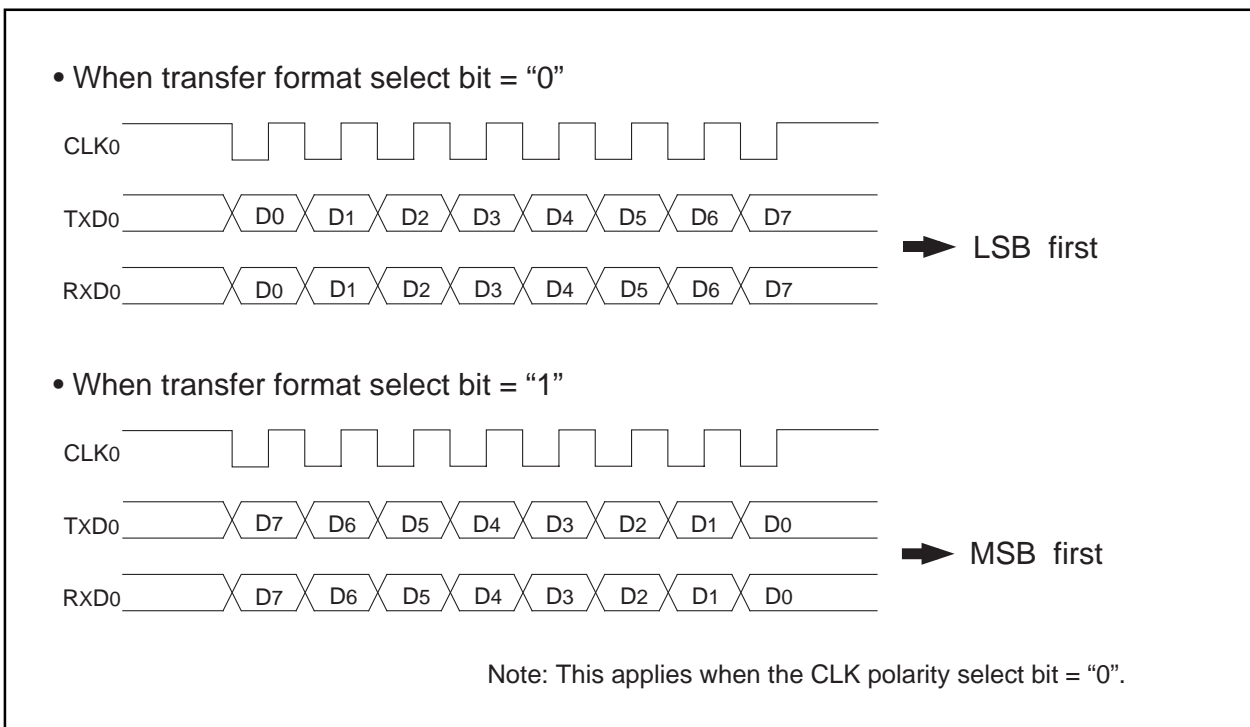 • When transfer format select bit = “0”
CLK0
TXD0 D0 D1 D2 D3 D4 D5 D6 D7
LSB first
RXD0 D0 D1 D2 D3 D4 D5 D6 D7
• When transfer format select bit = “1”
CLK0
TXD0 D7 D6 D5 D4 D3 D2 D1 D0
MSB first
RXD0 D7 D6 D5 D4 D3 D2 D1 D0
Note: This applies when the CLK polarity select bit = “0”.